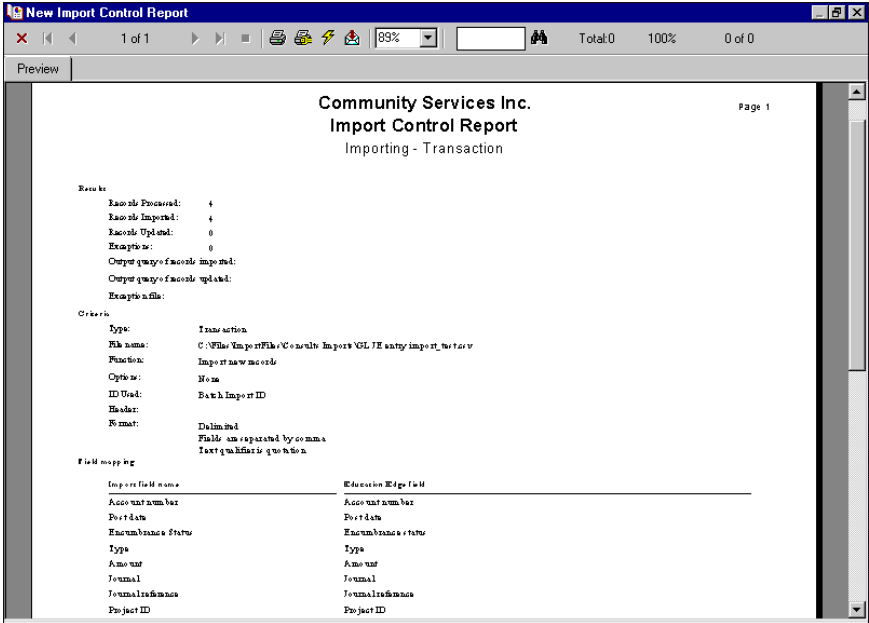 New Import Control Report
1 of 1
89%
Total:0
100%
0 of 0
Preview
Community Services Inc.
Page 1
Import Control Report
Importing - Transaction
Results
Records Processed: 4
Records Imported: 4
Records Updated: 0
Exceptions: 0
Output query of records imported:
Output query of records updated:
Exception file:
Criteria
Type: Transaction
File name: C:\Files\ImportFiles\Consults Imports\GL JE entry import_test.csv
Function: Import new records
Options: None
ID Used: Batch Import ID
Header:
Format: Delimited
Fields are separated by comma
Text qualifier is quotation
Field mapping
Import field name Education Edge field
Account number Account number
Post date Post date
Encumbrance Status Encumbrance status
Type Type
Amount Amount
Journal Journal
Journal reference Journal reference
Project ID Project ID